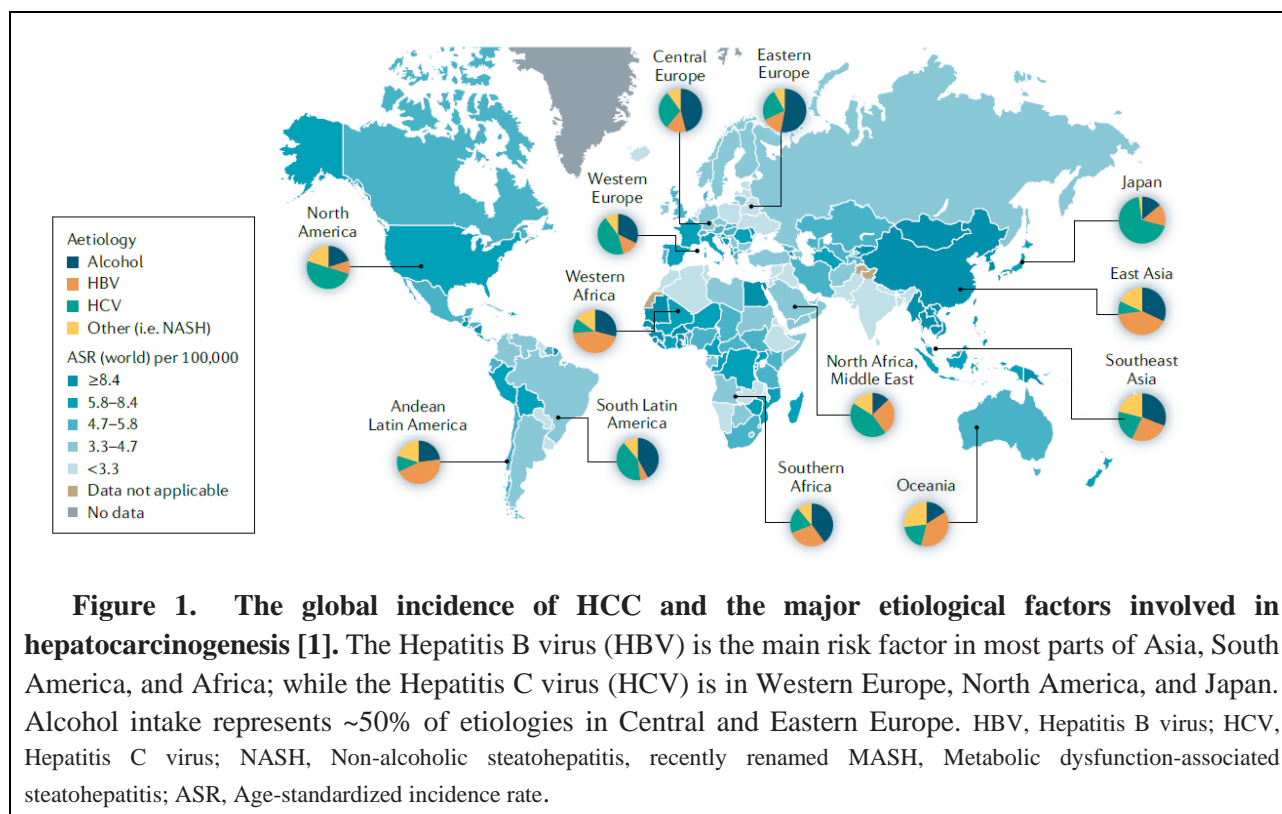 Central
Europe
Eastern
Europe
Western
Europe
Japan
North
America
Aetiology
Alcohol
HBV
HCV
Other (i.e. NASH)
ASR (world) per 100,000
≥8.4
5.8–8.4
4.7–5.8
3.3–4.7
<3.3
Data not applicable
No data
Western
Africa
East Asia
North Africa,
Middle East
Southeast
Asia
Andean
Latin America
South Latin
America
Southern
Africa
Oceania
Figure 1. The global incidence of HCC and the major etiological factors involved in
hepatocarcinogenesis [1]. The Hepatitis B virus (HBV) is the main risk factor in most parts of Asia, South
America, and Africa; while the Hepatitis C virus (HCV) is in Western Europe, North America, and Japan.
Alcohol intake represents ~50% of etiologies in Central and Eastern Europe. HBV, Hepatitis B virus; HCV,
Hepatitis C virus; NASH, Non-alcoholic steatohepatitis, recently renamed MASH, Metabolic dysfunction-associated
steatohepatitis; ASR, Age-standardized incidence rate.